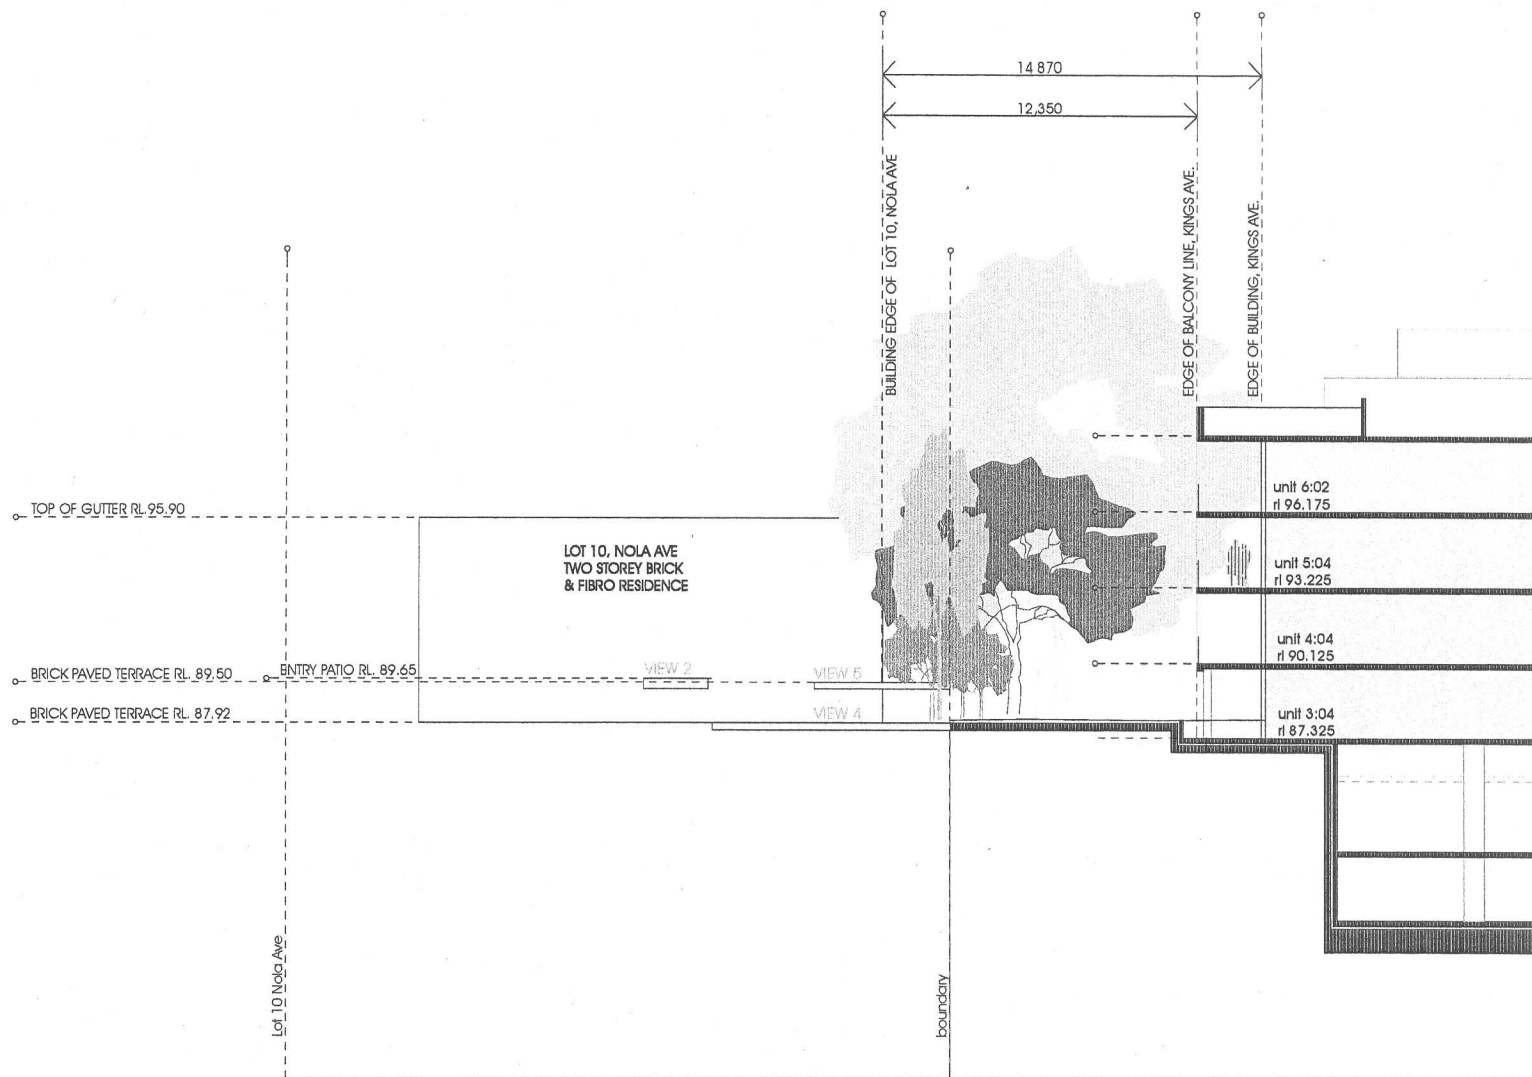 14 870
12,350
BUILDING EDGE OF LOT 10, NOLA AVE
EDGE OF BALCONY LINE, KINGS AVE.
EDGE OF BUILDING, KINGS AVE.
unit 6:02
rl 96.175
TOP OF GUTTER RL.95.90
LOT 10, NOLA AVE
TWO STOREY BRICK
& FIBRO RESIDENCE
unit 5:04
rl 93.225
unit 4:04
rl 90.125
BRICK PAVED TERRACE RL. 89.50
ENTRY PATIO RL. 89.65
VIEW 2
VIEW 5
BRICK PAVED TERRACE RL. 87.92
VIEW 4
unit 3:04
rl 87.325
Lot 10 Nola Ave
boundary